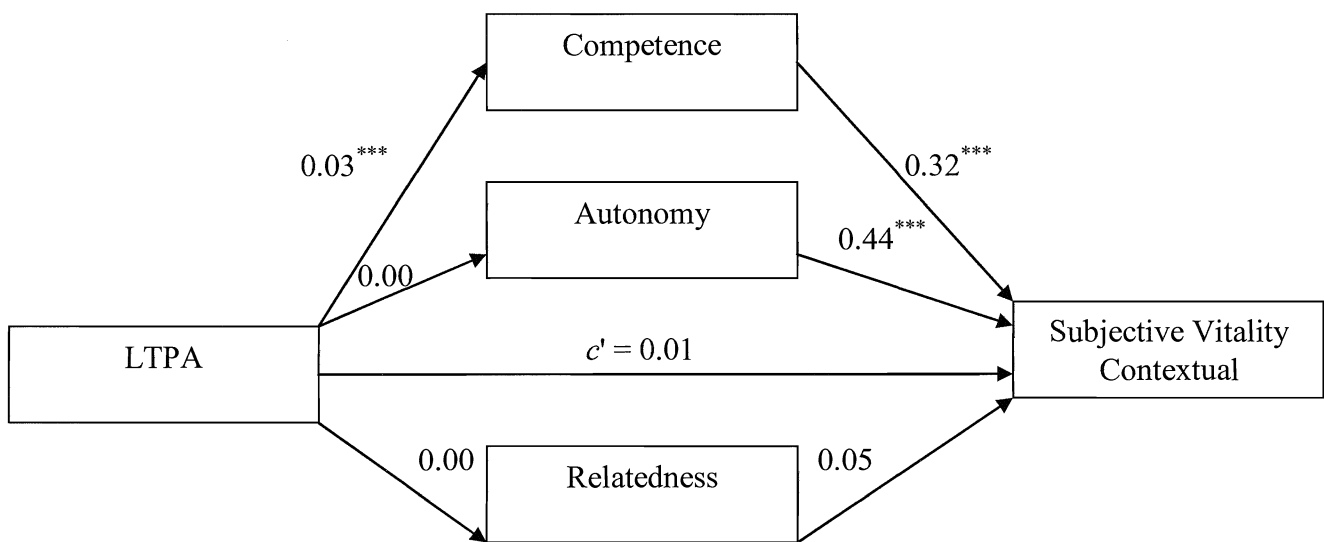 Competence
0.03***
0.32***
Autonomy
0.44***
0.00
LTPA
c' = 0.01
Subjective Vitality
Contextual
0.00
Relatedness
0.05